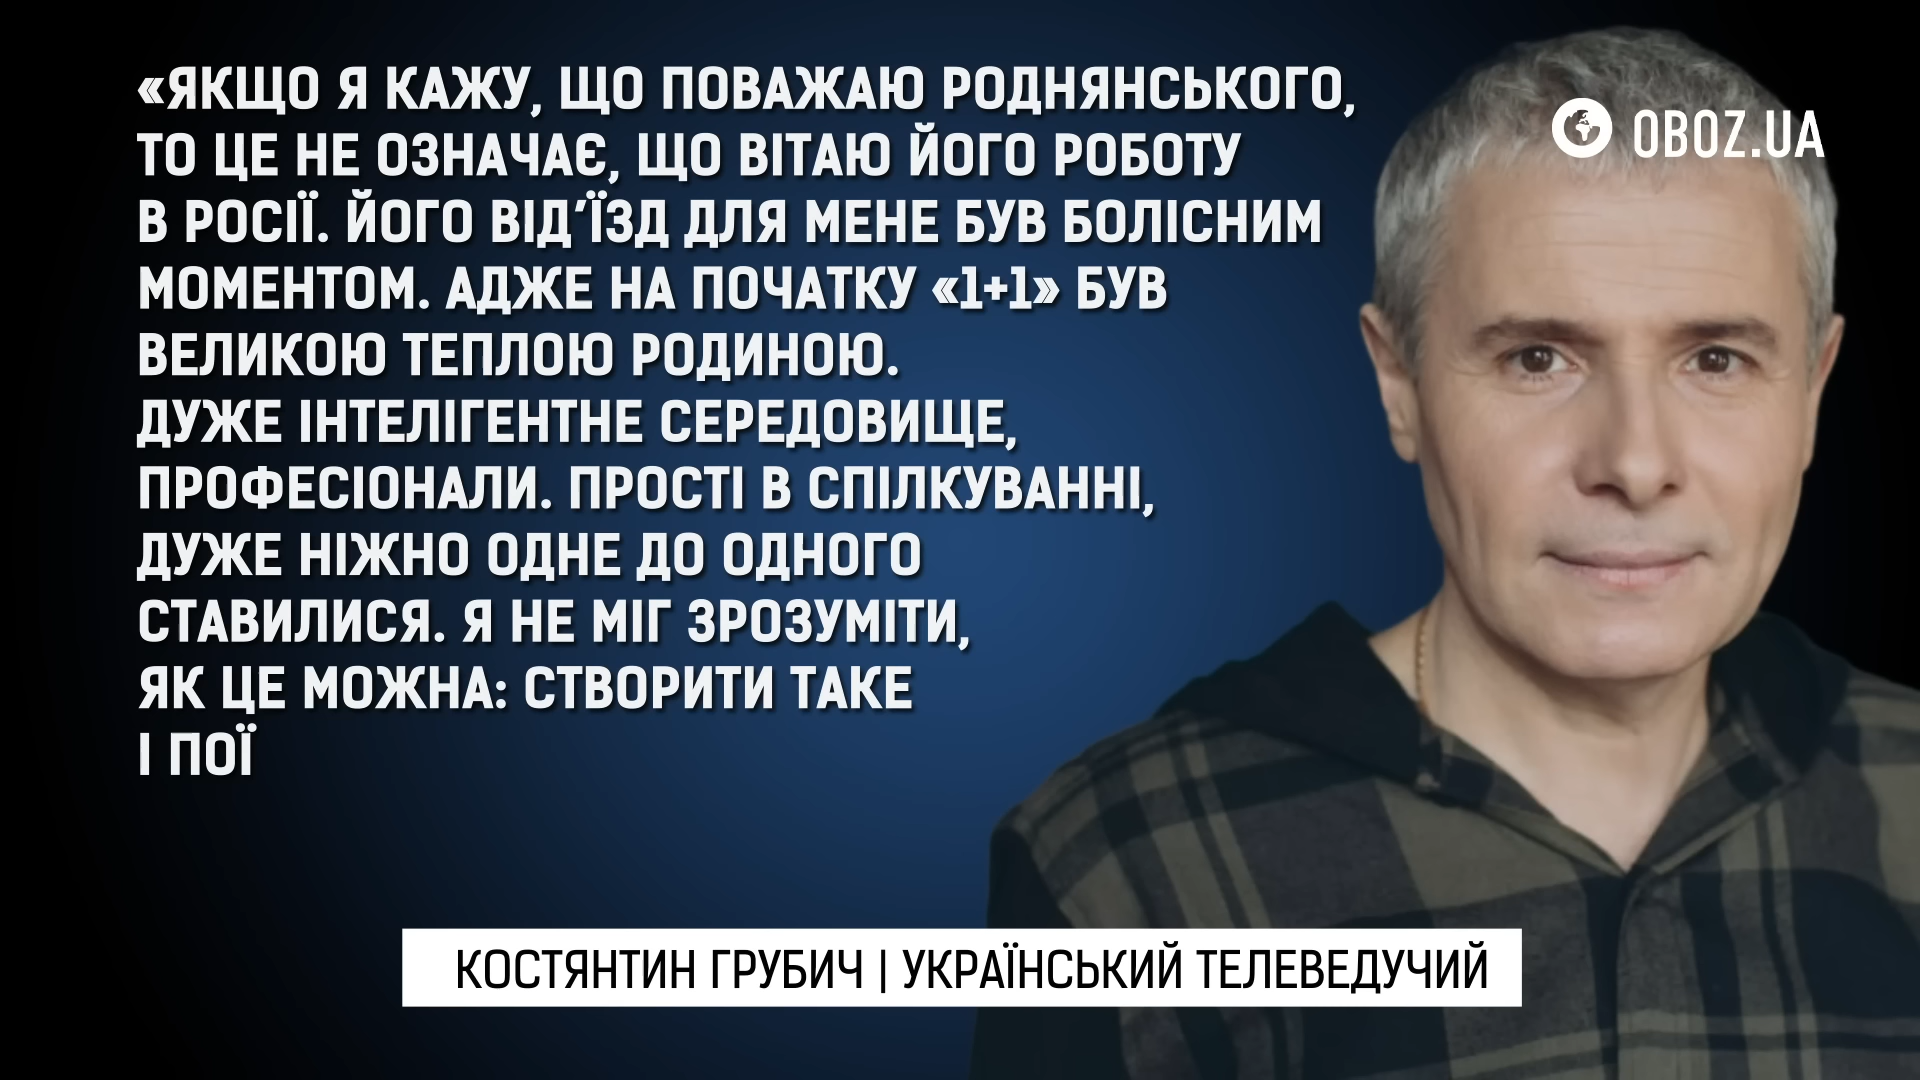 «ЯКЩО Я КАЖУ, ЩО ПОВАЖАЮ РОДНЯНСЬКОГО,
ТО ЦЕ НЕ ОЗНАЧАЄ, ЩО ВІТАЮ ЙОГО РОБОТУ
В РОСІЇ. ЙОГО ВІД’ЇЗД ДЛЯ МЕНЕ БУВ БОЛІСНИМ
МОМЕНТОМ. АДЖЕ НА ПОЧАТКУ «1+1» БУВ
ВЕЛИКОЮ ТЕПЛОЮ РОДИНОЮ.
ДУЖЕ ІНТЕЛІГЕНТНЕ СЕРЕДОВИЩЕ,
ПРОФЕСІОНАЛИ. ПРОСТІ В СПІЛКУВАННІ,
ДУЖЕ НІЖНО ОДНЕ ДО ОДНОГО
СТАВИЛИСЯ. Я НЕ МІГ ЗРОЗУМІТИ,
ЯК ЦЕ МОЖНА: СТВОРИТИ ТАКЕ
І ПОЇ
OBOZ.UA
КОСТЯНТИН ГРУБИЧ | УКРАЇНСЬКИЙ ТЕЛЕВЕДУЧИЙ